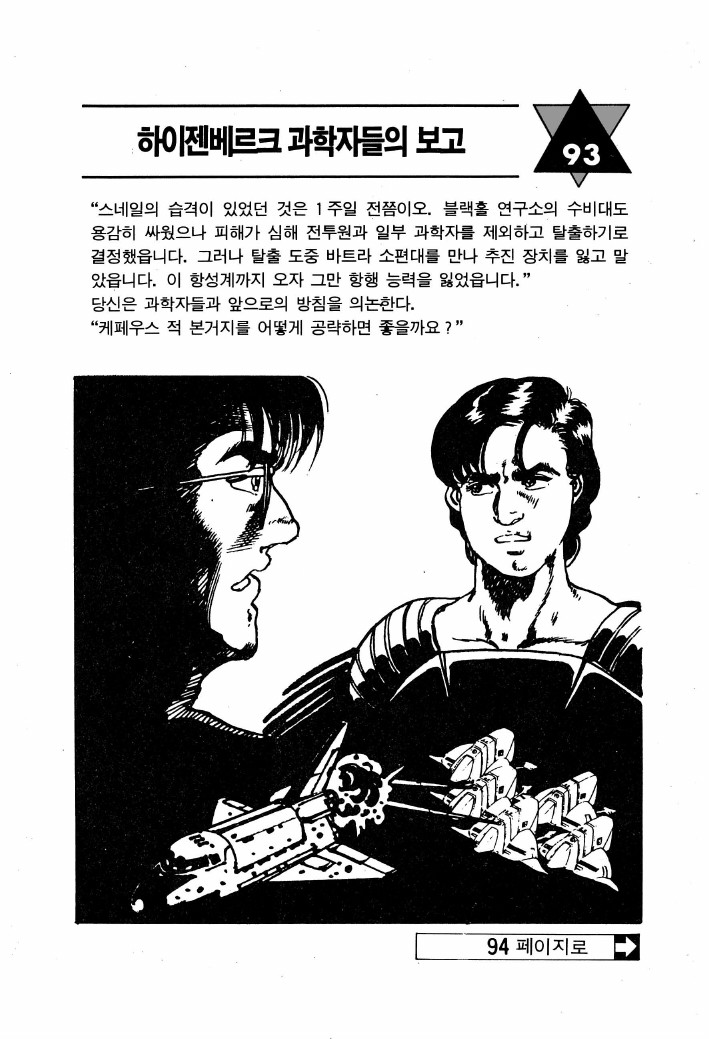 하이젠베르크 과학자들의 보고
93
“스네일의 습격이 있었던 것은 1주일 전쯤이오. 블랙홀 연구소의 수비대도
용감히 싸웠으나 피해가 심해 전투원과 일부 과학자를 제외하고 탈출하기로
결정했읍니다. 그러나 탈출 도중 바트라 소편대를 만나 추진 장치를 잃고 말
았읍니다. 이 항성계까지 오자 그만 항행 능력을 잃었읍니다.”
당신은 과학자들과 앞으로의 방침을 의논한다.
“케페우스 적 본거지를 어떻게 공략하면 좋을까요?”
94 페이지로